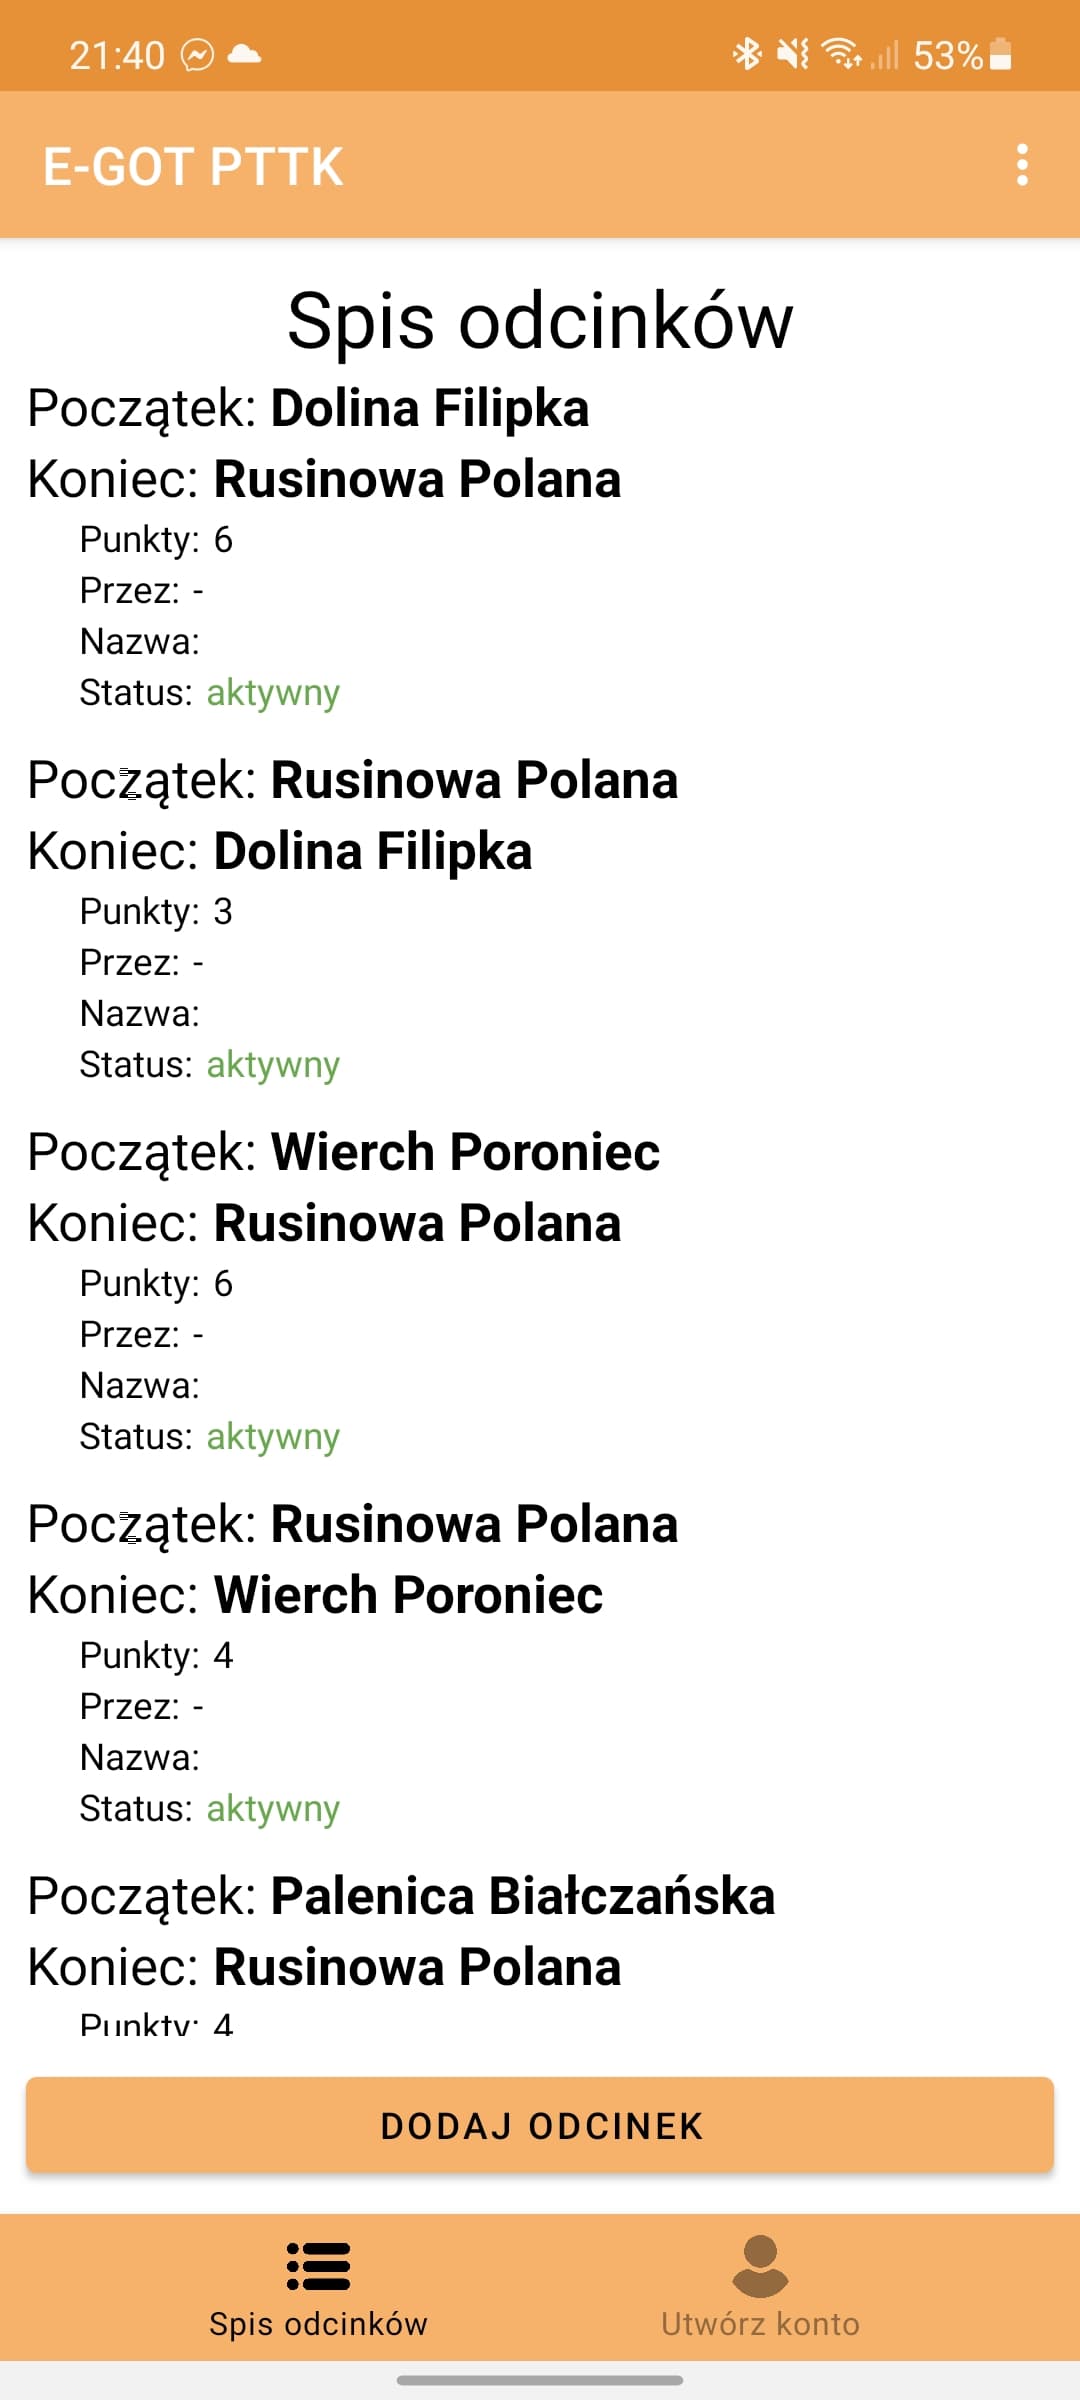 21:40 53%
E-GOT PTTK
Spis odcinków
Początek: Dolina Filipka
Koniec: Rusinowa Polana
Punkty: 6
Przez: -
Nazwa:
Status: aktywny
Początek: Rusinowa Polana
Koniec: Dolina Filipka
Punkty: 3
Przez: -
Nazwa:
Status: aktywny
Początek: Wierch Poroniec
Koniec: Rusinowa Polana
Punkty: 6
Przez: -
Nazwa:
Status: aktywny
Początek: Rusinowa Polana
Koniec: Wierch Poroniec
Punkty: 4
Przez: -
Nazwa:
Status: aktywny
Początek: Palenica Białczańska
Koniec: Rusinowa Polana
Punkty: 4
DODAJ ODCINEK
Spis odcinków
Utwórz konto